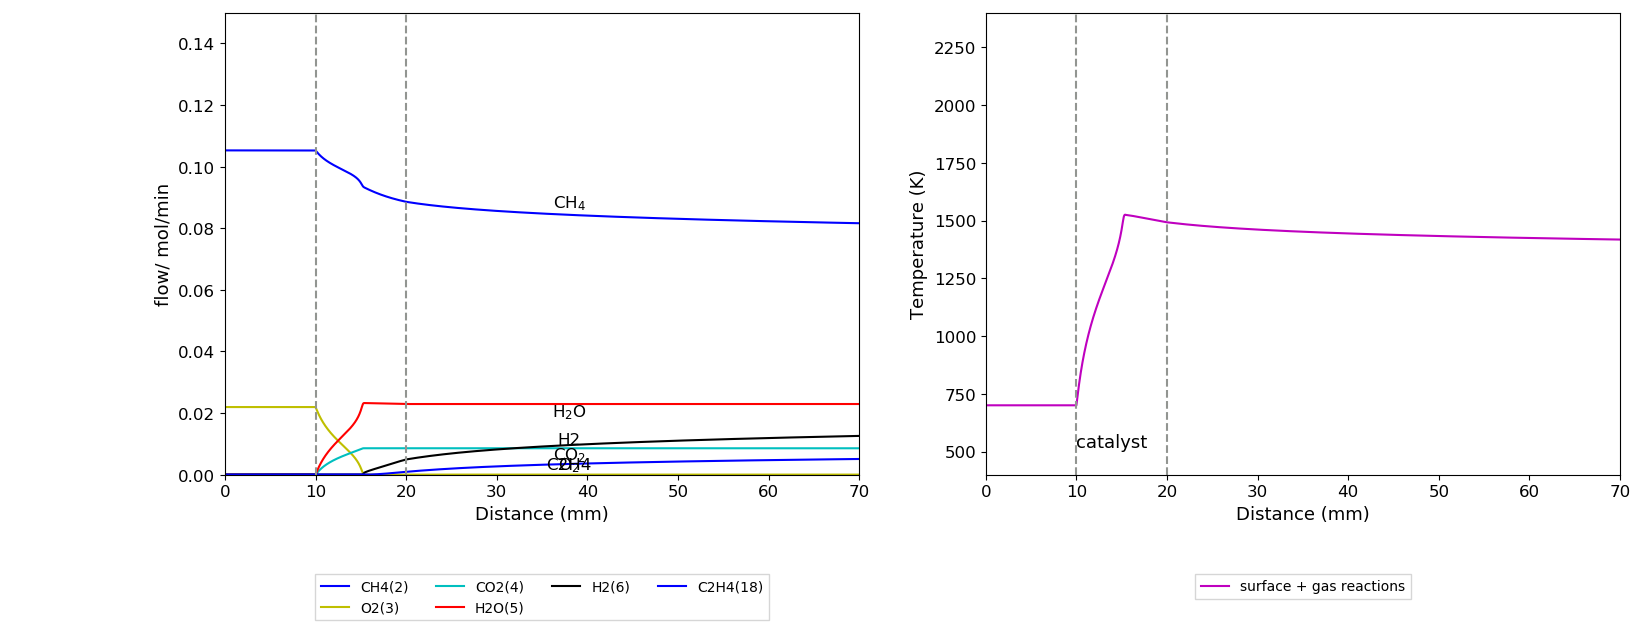 flow/ mol/min
0.14
0.12
0.10
0.08
0.06
0.04
0.02
0.00
CH₄
H₂O
H2
CO₂
C2H4
O₂
0 10 20 30 40 50 60 70
Distance (mm)
CH4(2) CO2(4) H2(6) C2H4(18)
O2(3) H2O(5)
Temperature (K)
2250
2000
1750
1500
1250
1000
750
500
catalyst
0 10 20 30 40 50 60 70
Distance (mm)
surface + gas reactions